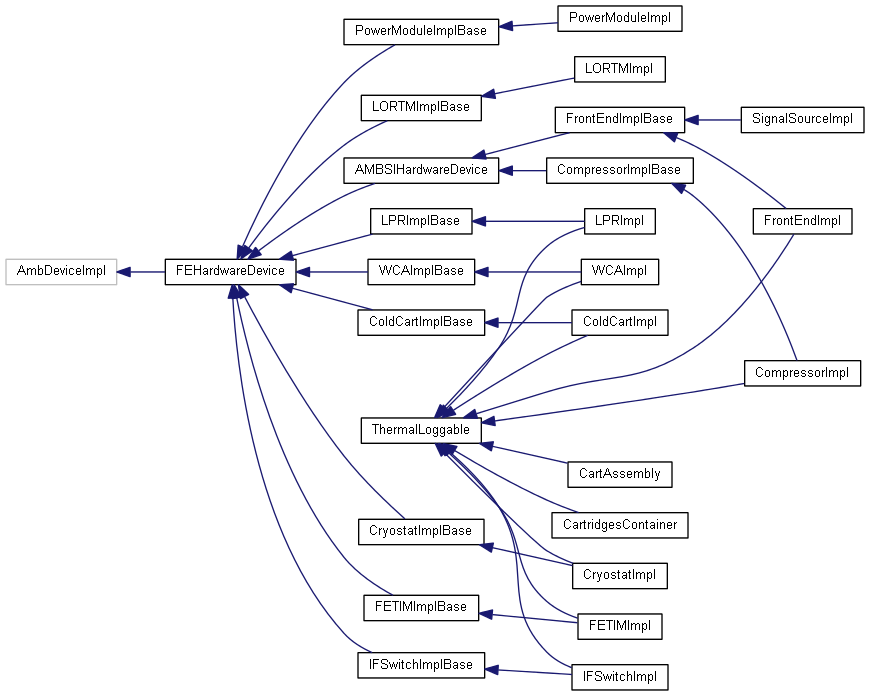 PowerModuleImplBase
PowerModuleImpl
LORTMImpl
LORTMImplBase
FrontEndImplBase
SignalSourceImpl
AMBSIHardwareDevice
CompressorImplBase
LPRImplBase
LPRImpl
FrontEndImpl
AmbDeviceImpl
FEHardwareDevice
WCAImplBase
WCAImpl
ColdCartImplBase
ColdCartImpl
CompressorImpl
ThermalLoggable
CartAssembly
CartridgesContainer
CryostatImplBase
CryostatImpl
FETIMImplBase
FETIMImpl
IFSwitchImplBase
IFSwitchImpl